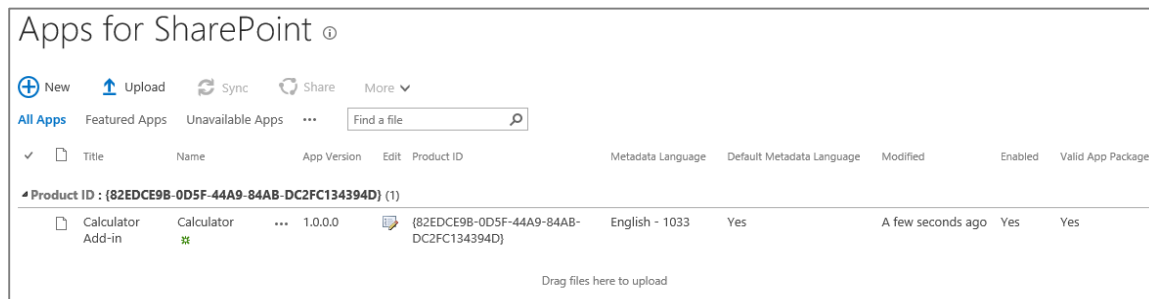 Apps for SharePoint
New Upload Sync Share More
All Apps Featured Apps Unavailable Apps ••• Find a file
Title Name App Version Edit Product ID Metadata Language Default Metadata Language Modified Enabled Valid App Package
Product ID : {82EDCE9B-0D5F-44A9-84AB-DC2FC134394D} (1)
Calculator Calculator ••• 1.0.0.0 {82EDCE9B-0D5F-44A9-84AB- English - 1033 Yes A few seconds ago Yes Yes
Add-in DC2FC134394D}
Drag files here to upload